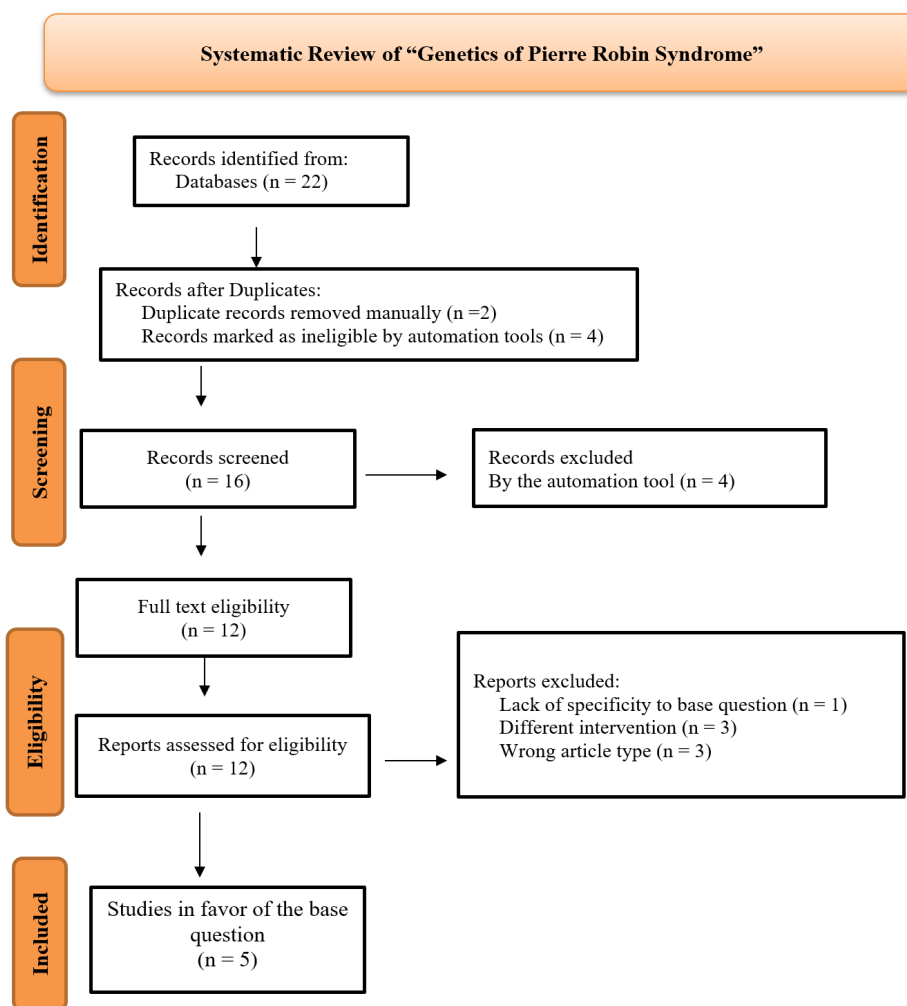 Systematic Review of “Genetics of Pierre Robin Syndrome”
Identification
Records identified from:
Databases (n = 22)
Records after Duplicates:
Duplicate records removed manually (n =2)
Records marked as ineligible by automation tools (n = 4)
Screening
Records screened
(n = 16)
Records excluded
By the automation tool (n = 4)
Full text eligibility
(n = 12)
Eligibility
Reports assessed for eligibility
(n = 12)
Reports excluded:
Lack of specificity to base question (n = 1)
Different intervention (n = 3)
Wrong article type (n = 3)
Included
Studies in favor of the base
question
(n = 5)